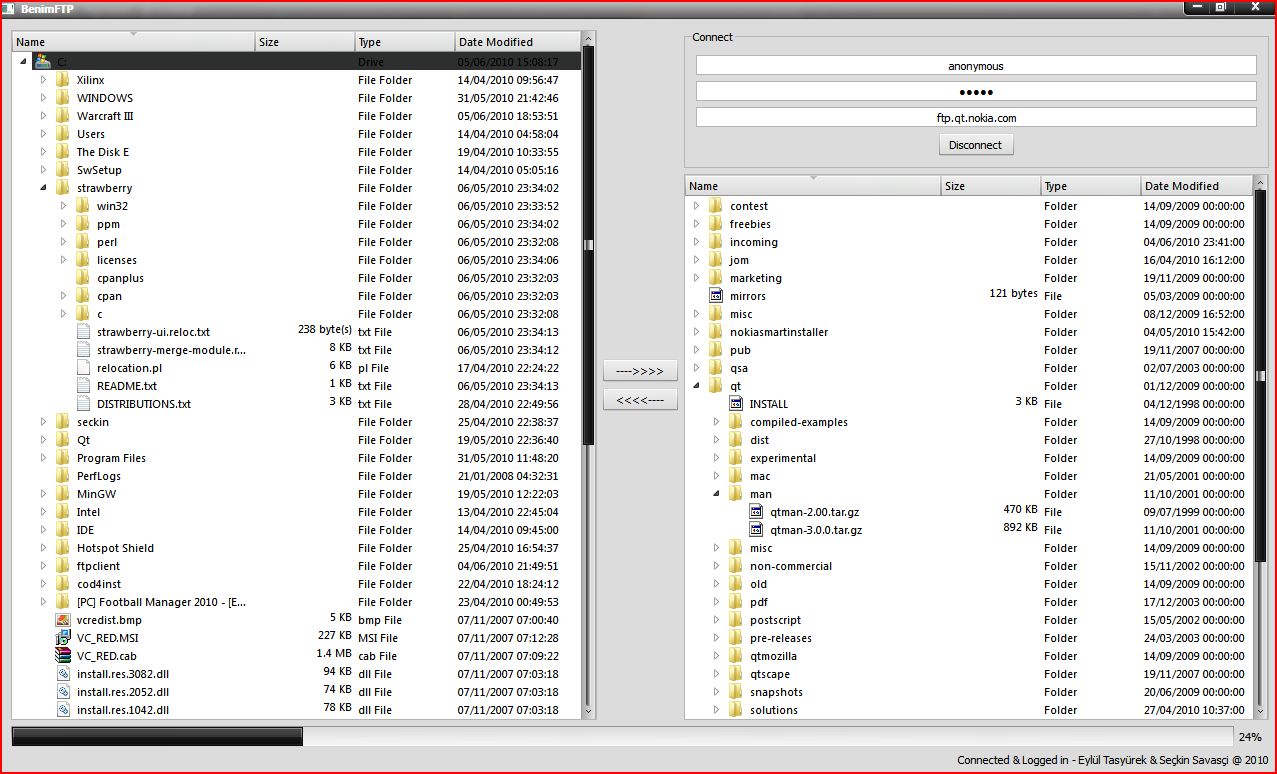 BenimFTP
Name Size Type Date Modified
C: Drive 05/06/2010 15:08:17
Xilinx File Folder 14/04/2010 09:56:47
WINDOWS File Folder 31/05/2010 21:42:46
Warcraft III File Folder 05/06/2010 18:53:51
Users File Folder 14/04/2010 04:58:04
The Disk E File Folder 19/04/2010 10:33:55
SwSetup File Folder 14/04/2010 05:05:16
strawberry File Folder 06/05/2010 23:34:02
win32 File Folder 06/05/2010 23:33:52
ppm File Folder 06/05/2010 23:34:02
perl File Folder 06/05/2010 23:32:08
licenses File Folder 06/05/2010 23:34:06
cpanplus File Folder 06/05/2010 23:32:03
cpan File Folder 06/05/2010 23:32:03
c File Folder 06/05/2010 23:32:08
strawberry-ui.reloc.txt 238 byte(s) txt File 06/05/2010 23:34:13
strawberry-merge-module.r... 8 KB txt File 06/05/2010 23:34:12
relocation.pl 6 KB pl File 17/04/2010 22:24:22
README.txt 1 KB txt File 06/05/2010 23:34:13
DISTRIBUTIONS.txt 3 KB txt File 28/04/2010 22:49:56
seckin File Folder 25/04/2010 22:38:37
Qt File Folder 19/05/2010 22:36:40
Program Files File Folder 31/05/2010 11:48:20
PerfLogs File Folder 21/01/2008 04:32:31
MinGW File Folder 19/05/2010 12:22:03
Intel File Folder 13/04/2010 22:45:04
IDE File Folder 14/04/2010 09:45:00
Hotspot Shield File Folder 25/04/2010 16:54:37
ftpclient File Folder 04/06/2010 21:49:51
cod4inst File Folder 22/04/2010 18:24:12
[PC] Football Manager 2010 - [E... File Folder 23/04/2010 00:49:53
vcredist.bmp 5 KB bmp File 07/11/2007 07:00:40
VC_RED.MSI 227 KB MSI File 07/11/2007 07:12:28
VC_RED.cab 1.4 MB cab File 07/11/2007 07:09:22
install.res.3082.dll 94 KB dll File 07/11/2007 07:03:18
install.res.2052.dll 74 KB dll File 07/11/2007 07:03:18
install.res.1042.dll 78 KB dll File 07/11/2007 07:03:18
---->>>>
<<<<----
Connect
anonymous
●●●●●
ftp.qt.nokia.com
Disconnect
Name Size Type Date Modified
contest Folder 14/09/2009 00:00:00
freebies Folder 14/09/2009 00:00:00
incoming Folder 04/06/2010 23:41:00
jom Folder 16/04/2010 16:12:00
marketing Folder 19/11/2009 00:00:00
mirrors 121 bytes File 05/03/2009 00:00:00
misc Folder 08/12/2009 16:52:00
nokiasmartinstaller Folder 04/05/2010 15:42:00
pub Folder 19/11/2007 00:00:00
qsa Folder 02/07/2003 00:00:00
qt Folder 01/12/2009 00:00:00
INSTALL 3 KB File 04/12/1998 00:00:00
compiled-examples Folder 14/09/2009 00:00:00
dist Folder 27/10/1998 00:00:00
experimental Folder 14/09/2009 00:00:00
mac Folder 21/05/2001 00:00:00
man Folder 11/10/2001 00:00:00
qtman-2.00.tar.gz 470 KB File 09/07/1999 00:00:00
qtman-3.0.0.tar.gz 892 KB File 11/10/2001 00:00:00
misc Folder 14/09/2009 00:00:00
non-commercial Folder 15/11/2002 00:00:00
old Folder 14/09/2009 00:00:00
pdf Folder 17/12/2003 00:00:00
postscript Folder 15/05/2002 00:00:00
pre-releases Folder 24/03/2003 00:00:00
qtmozilla Folder 14/09/2009 00:00:00
qtscape Folder 19/11/2007 00:00:00
snapshots Folder 20/06/2009 00:00:00
solutions Folder 27/04/2010 10:37:00
24%
Connected & Logged in - Eylül Tasyürek & Seçkin Savasçi @ 2010